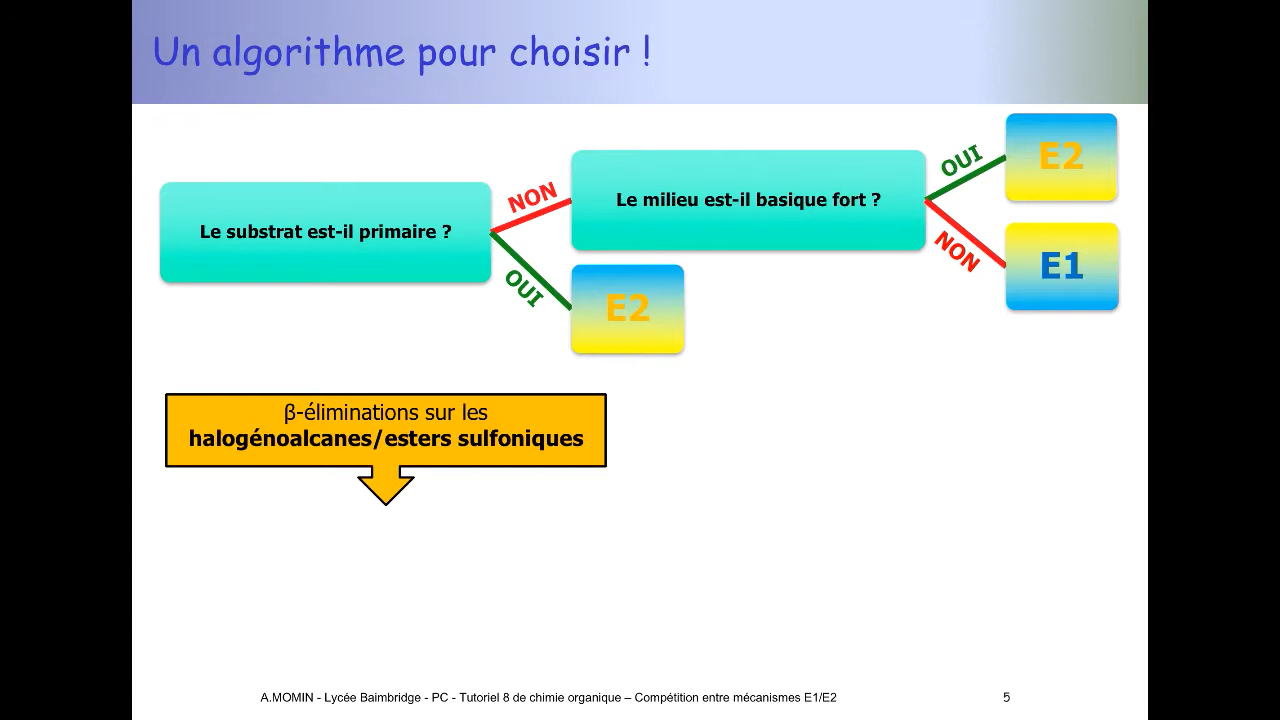 Un algorithme pour choisir !
Le substrat est-il primaire ?
NON
Le milieu est-il basique fort ?
OUI
E2
NON
E1
OUI
E2
β-éliminations sur les
halogénoalcanes/esters sulfoniques
A.MOMIN - Lycée Baimbridge - PC - Tutoriel 8 de chimie organique – Compétition entre mécanismes E1/E2
5